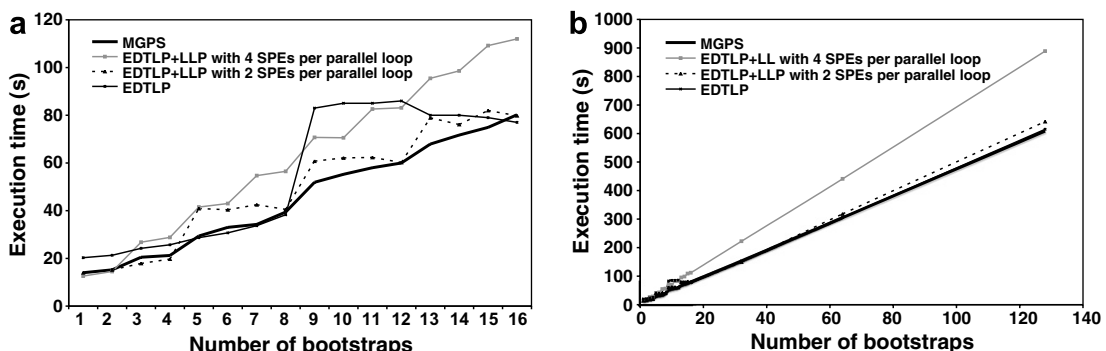 a
120
100
80
60
40
20
0
Execution time (s)
MGPS
EDTLP+LLP with 4 SPEs per parallel loop
EDTLP+LLP with 2 SPEs per parallel loop
EDTLP
1 2 3 4 5 6 7 8 9 10 11 12 13 14 15 16
Number of bootstraps
b
1000
900
800
700
600
500
400
300
200
100
0
Execution time (s)
MGPS
EDTLP+LL with 4 SPEs per parallel loop
EDTLP+LLP with 2 SPEs per parallel loop
EDTLP
0 20 40 60 80 100 120 140
Number of bootstraps